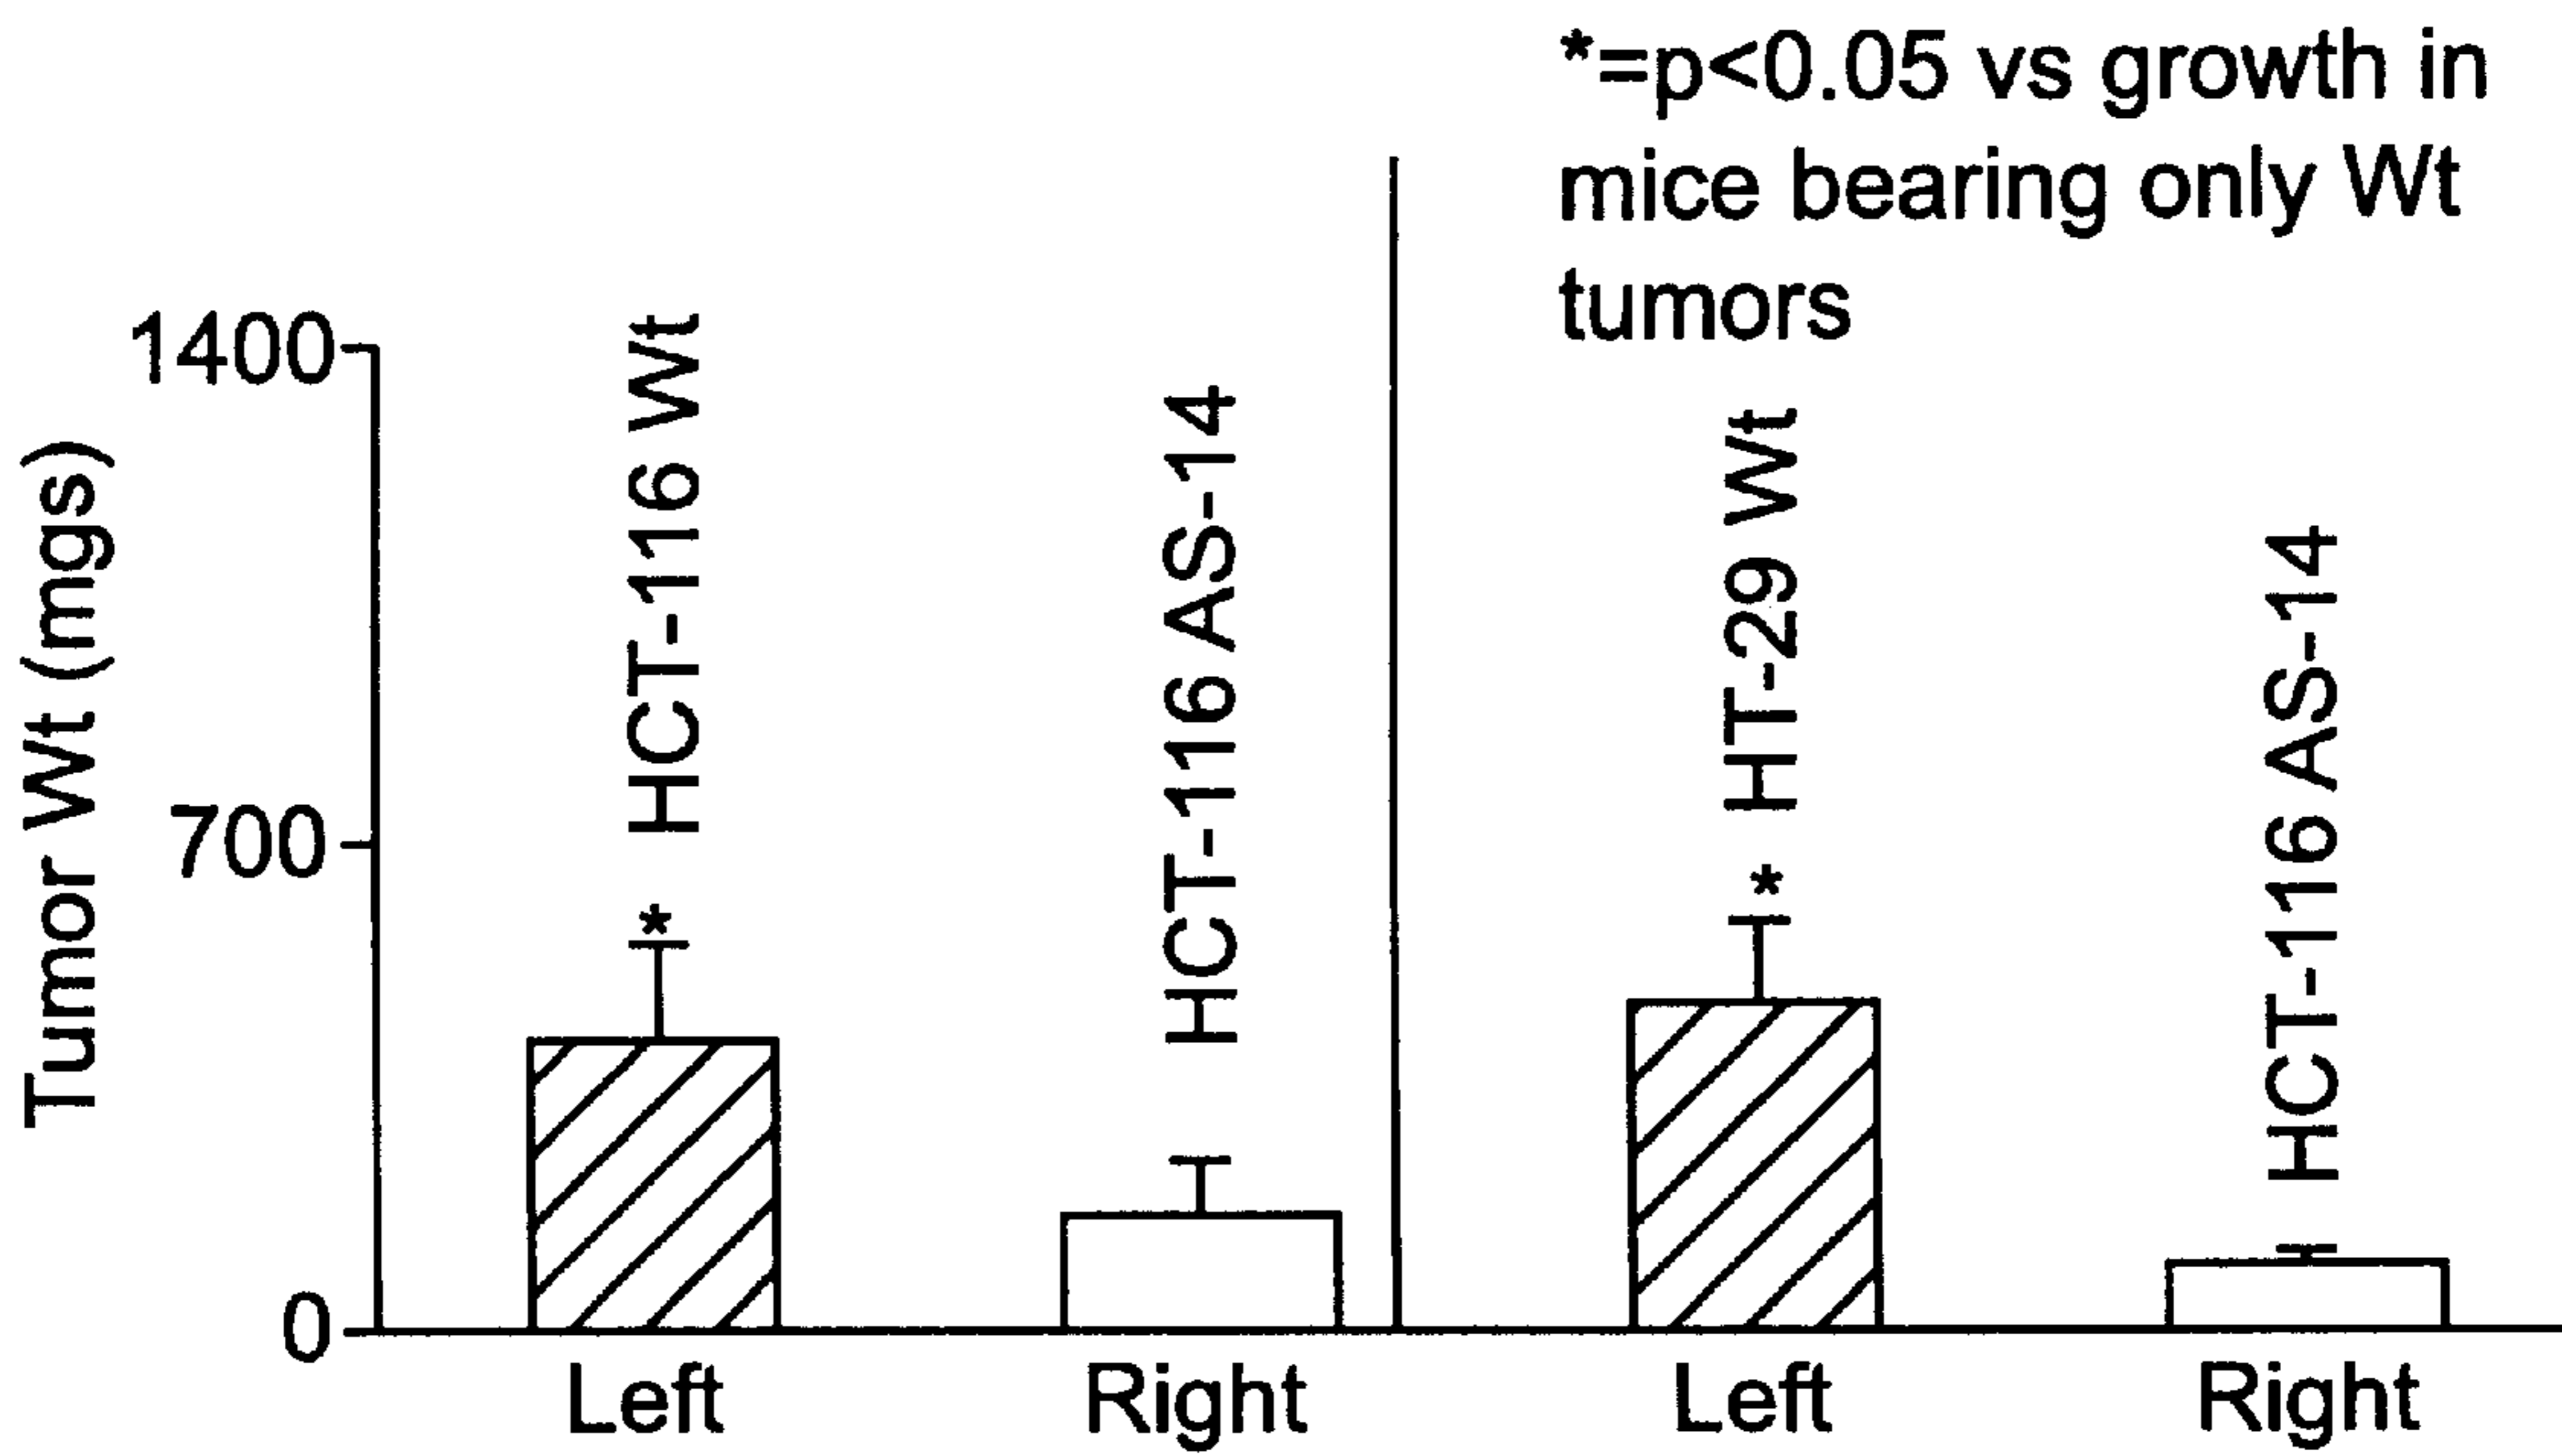 *=p<0.05 vs growth in
mice bearing only Wt
tumors
Tumor Wt (mgs)
1400
700
0
HCT-116 Wt
*
HCT-116 AS-14
HT-29 Wt
*
HCT-116 AS-14
Left
Right
Left
Right